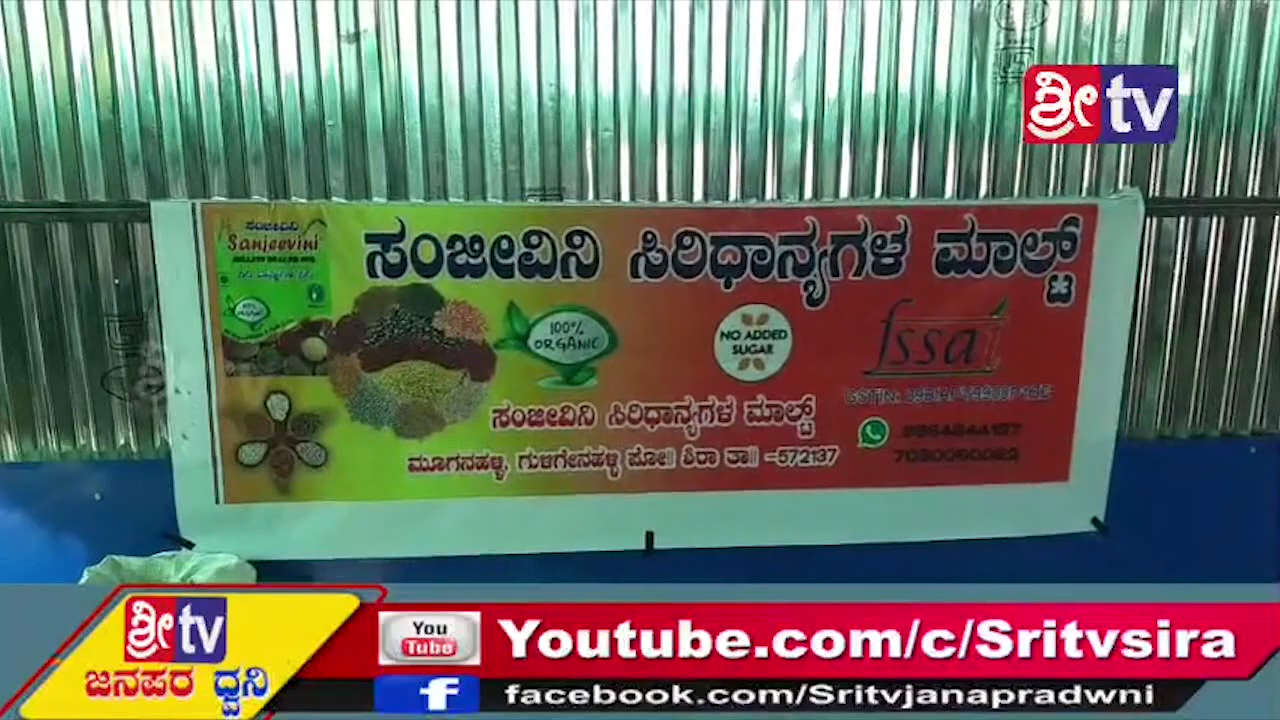 ಶ್ರೀ tv
ಸಂಜೀವಿನಿ
Sanjeevini
ಸಂಜೀವಿನಿ ಸಿರಿಧಾನ್ಯಗಳ ಮಾಲ್ಟ್
100%
ORGANIC
NO ADDED
SUGAR
fssai
GSTIN:
ಸಂಜೀವಿನಿ ಸಿರಿಧಾನ್ಯಗಳ ಮಾಲ್ಟ್
ಮೂಗನಹಳ್ಳಿ, ಗುಳಿಗೇನಹಳ್ಳಿ ಪೋ॥ ಶಿರಾ ತಾ॥ -572137
ಶ್ರೀ tv
ಜನಪರ ಧ್ವನಿ
You
Tube
Youtube.com/c/Sritvsira
f
facebook.com/Sritvjanapradwni